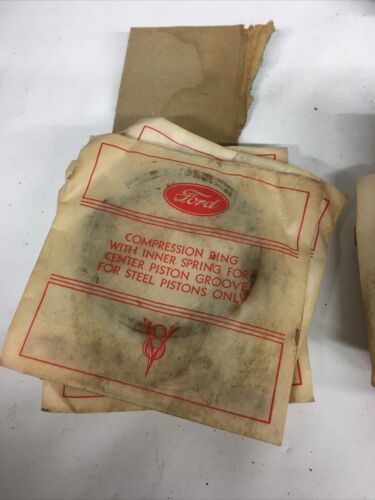 Ford
COMPRESSION RING
WITH INNER SPRING FOR
CENTER PISTON GROOVE
FOR STEEL PISTONS ONLY
V8